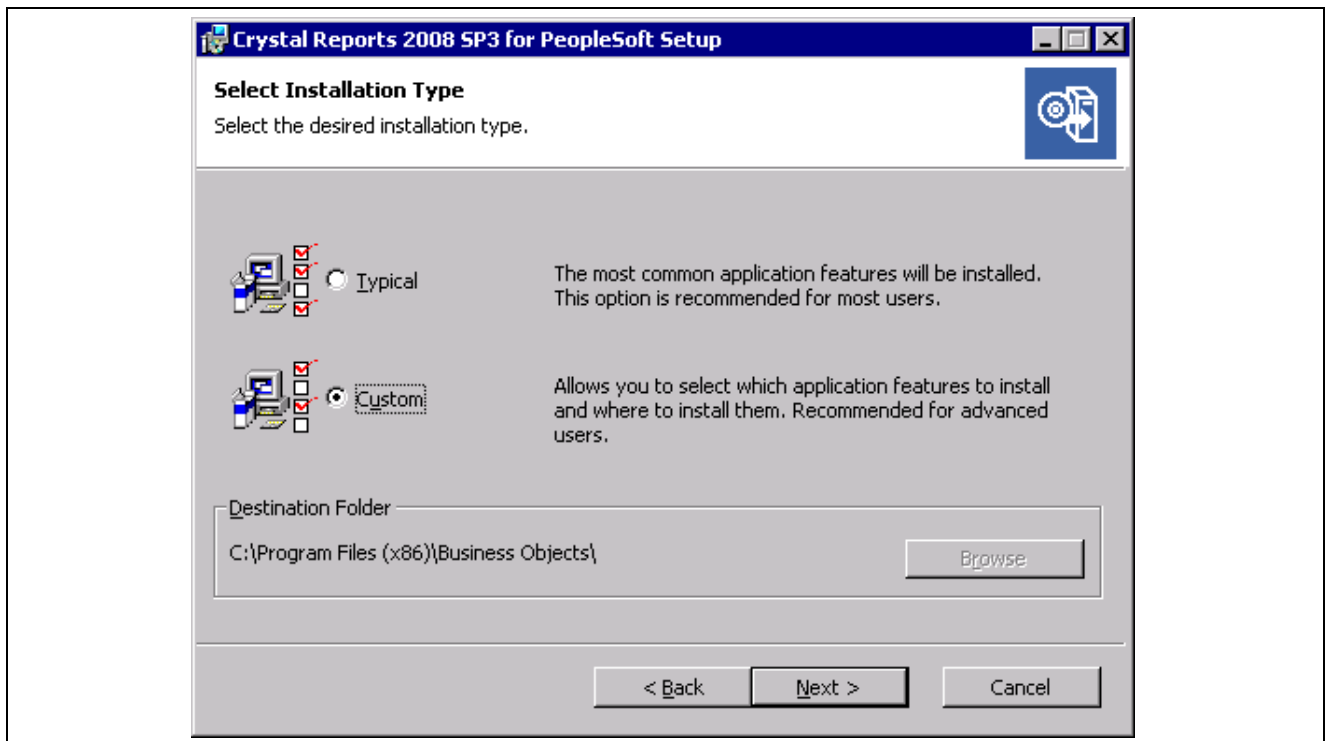 Crystal Reports 2008 SP3 for PeopleSoft Setup
Select Installation Type
Select the desired installation type.
Typical
The most common application features will be installed.
This option is recommended for most users.
Custom
Allows you to select which application features to install
and where to install them. Recommended for advanced
users.
Destination Folder
C:\Program Files (x86)\Business Objects\
Browse
< Back
Next >
Cancel